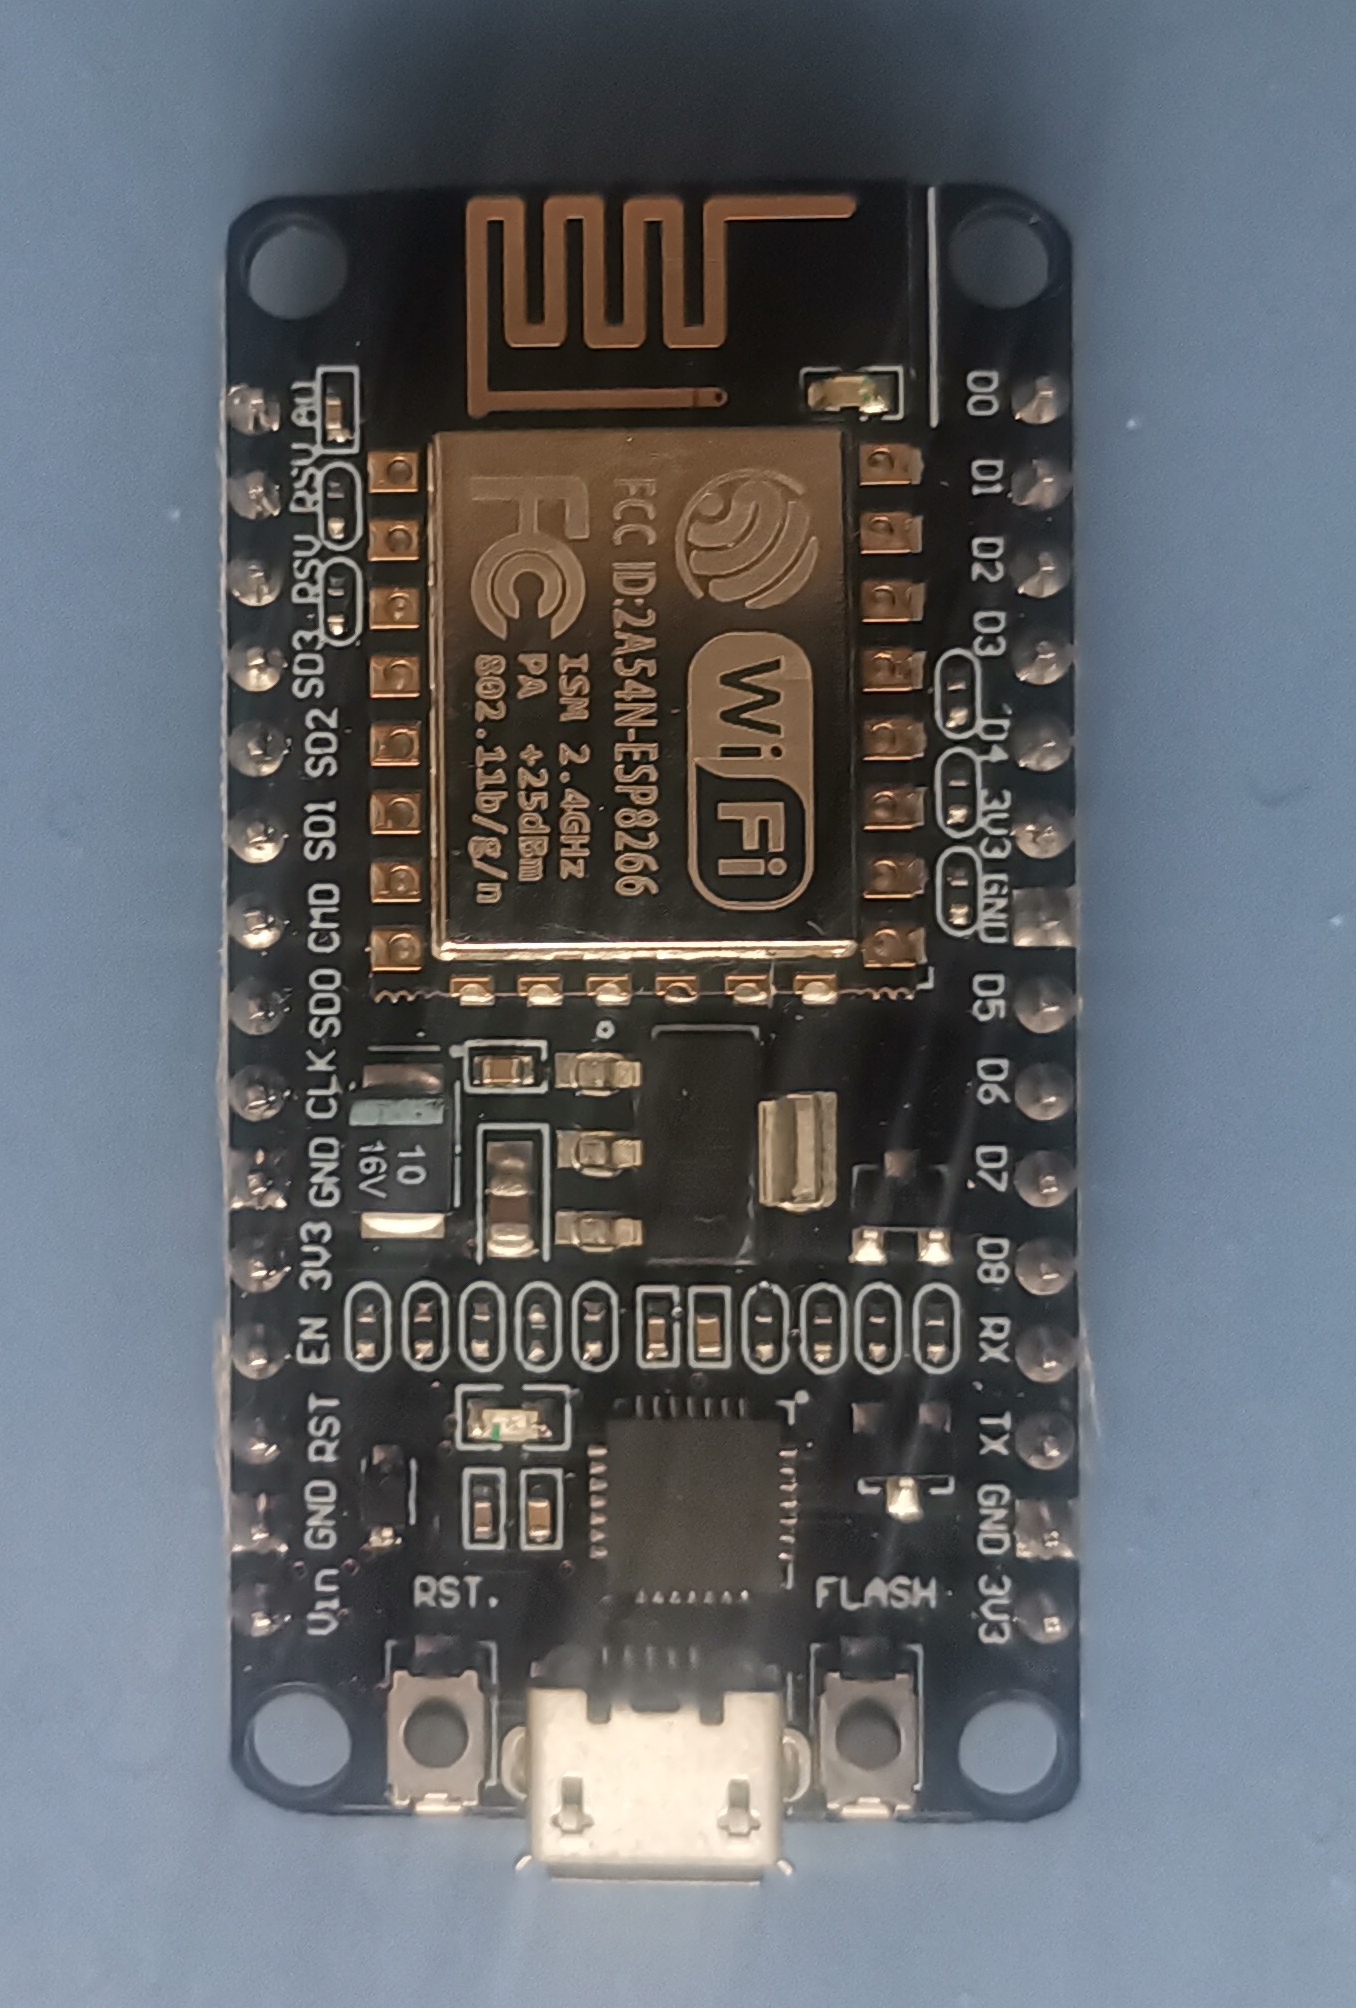 A0
RSV
RSV
SD3
SD2
SD1
CMD
SD0
CLK
GND
3V3
EN
RST
GND
Vin
FC
FCC ID:2A54N-ESP8266
ISM 2.4GHz
PA +25dBm
802.11b/g/n
WiFi
D0
D1
D2
D3
D4
3V3
GND
D5
D6
D7
D8
RX
TX
GND
3V3
10
16V
RST.
FLASH